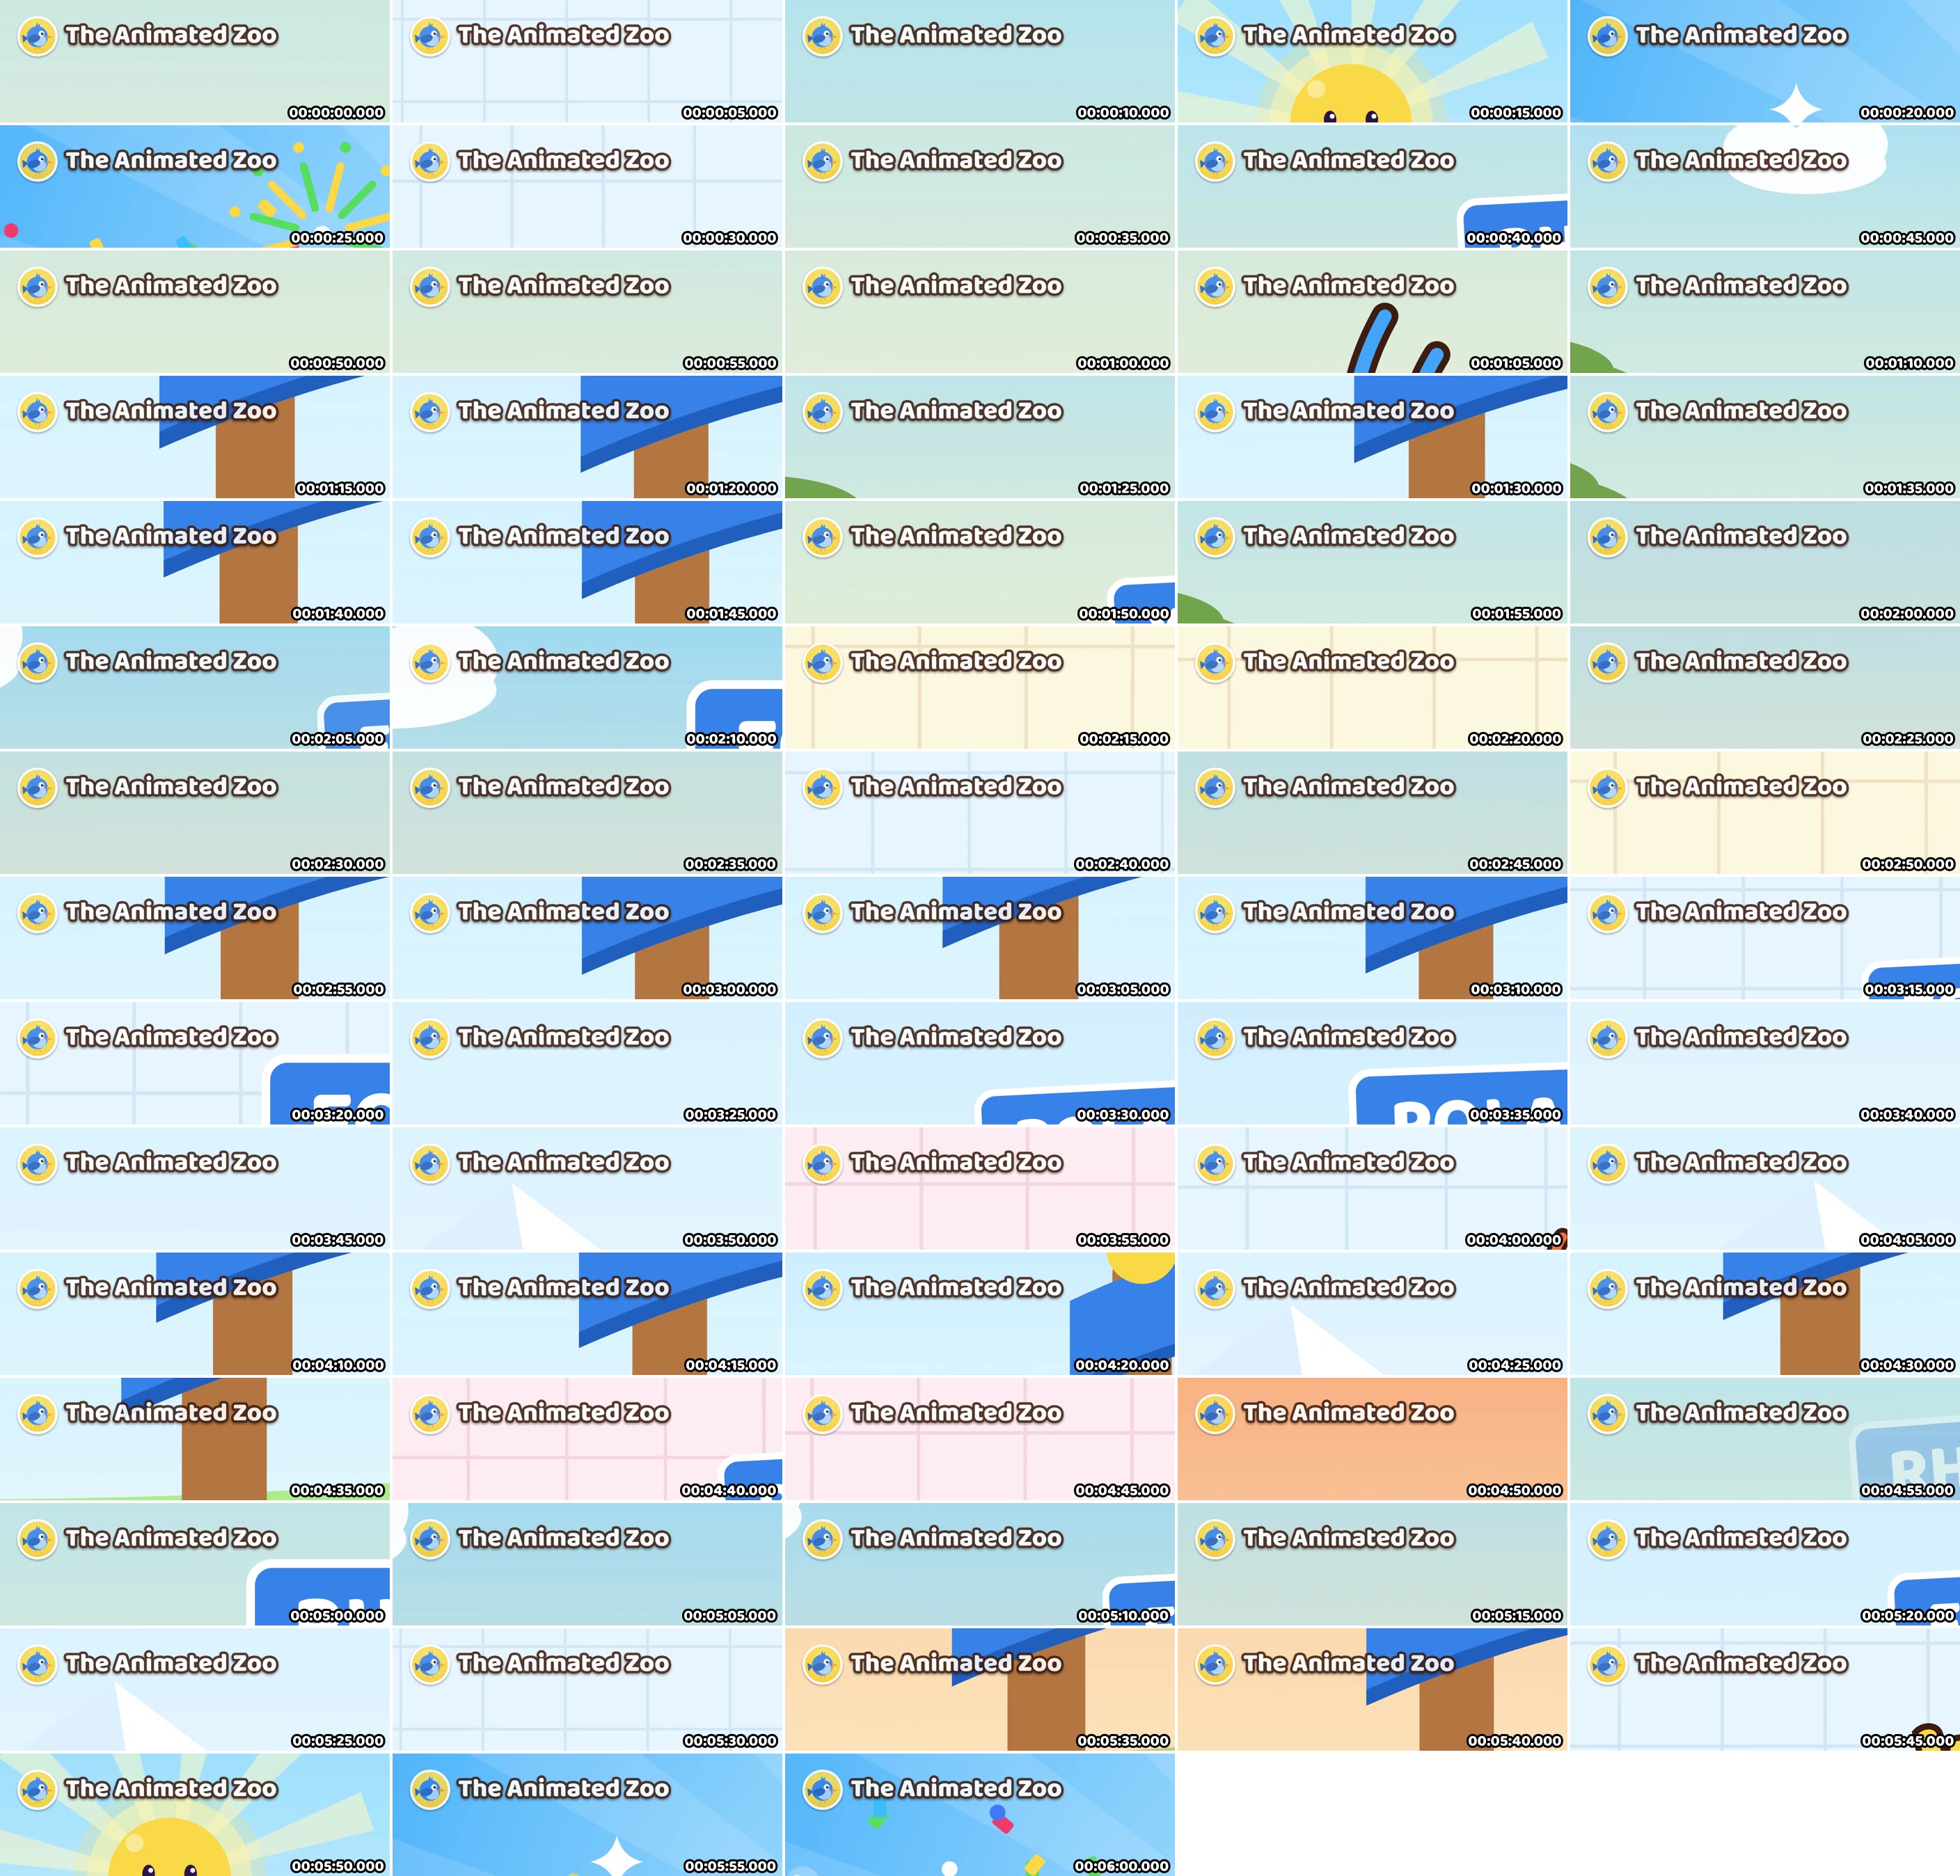 The Animated Zoo
00:00:00.000
The Animated Zoo
00:00:05.000
The Animated Zoo
00:00:10.000
The Animated Zoo
00:00:15.000
The Animated Zoo
00:00:20.000
The Animated Zoo
00:00:25.000
The Animated Zoo
00:00:30.000
The Animated Zoo
00:00:35.000
The Animated Zoo
00:00:40.000
The Animated Zoo
00:00:45.000
The Animated Zoo
00:00:50.000
The Animated Zoo
00:00:55.000
The Animated Zoo
00:01:00.000
The Animated Zoo
00:01:05.000
The Animated Zoo
00:01:10.000
The Animated Zoo
00:01:15.000
The Animated Zoo
00:01:20.000
The Animated Zoo
00:01:25.000
The Animated Zoo
00:01:30.000
The Animated Zoo
00:01:35.000
The Animated Zoo
00:01:40.000
The Animated Zoo
00:01:45.000
The Animated Zoo
00:01:50.000
The Animated Zoo
00:01:55.000
The Animated Zoo
00:02:00.000
The Animated Zoo
00:02:05.000
The Animated Zoo
00:02:10.000
The Animated Zoo
00:02:15.000
The Animated Zoo
00:02:20.000
The Animated Zoo
00:02:25.000
The Animated Zoo
00:02:30.000
The Animated Zoo
00:02:35.000
The Animated Zoo
00:02:40.000
The Animated Zoo
00:02:45.000
The Animated Zoo
00:02:50.000
The Animated Zoo
00:02:55.000
The Animated Zoo
00:03:00.000
The Animated Zoo
00:03:05.000
The Animated Zoo
00:03:10.000
The Animated Zoo
00:03:15.000
The Animated Zoo
00:03:20.000
The Animated Zoo
00:03:25.000
The Animated Zoo
00:03:30.000
The Animated Zoo
00:03:35.000
The Animated Zoo
00:03:40.000
The Animated Zoo
00:03:45.000
The Animated Zoo
00:03:50.000
The Animated Zoo
00:03:55.000
The Animated Zoo
00:04:00.000
The Animated Zoo
00:04:05.000
The Animated Zoo
00:04:10.000
The Animated Zoo
00:04:15.000
The Animated Zoo
00:04:20.000
The Animated Zoo
00:04:25.000
The Animated Zoo
00:04:30.000
The Animated Zoo
00:04:35.000
The Animated Zoo
00:04:40.000
The Animated Zoo
00:04:45.000
The Animated Zoo
00:04:50.000
The Animated Zoo
RH
00:04:55.000
The Animated Zoo
00:05:00.000
The Animated Zoo
00:05:05.000
The Animated Zoo
00:05:10.000
The Animated Zoo
00:05:15.000
The Animated Zoo
00:05:20.000
The Animated Zoo
00:05:25.000
The Animated Zoo
00:05:30.000
The Animated Zoo
00:05:35.000
The Animated Zoo
00:05:40.000
The Animated Zoo
00:05:45.000
The Animated Zoo
00:05:50.000
The Animated Zoo
00:05:55.000
The Animated Zoo
00:06:00.000